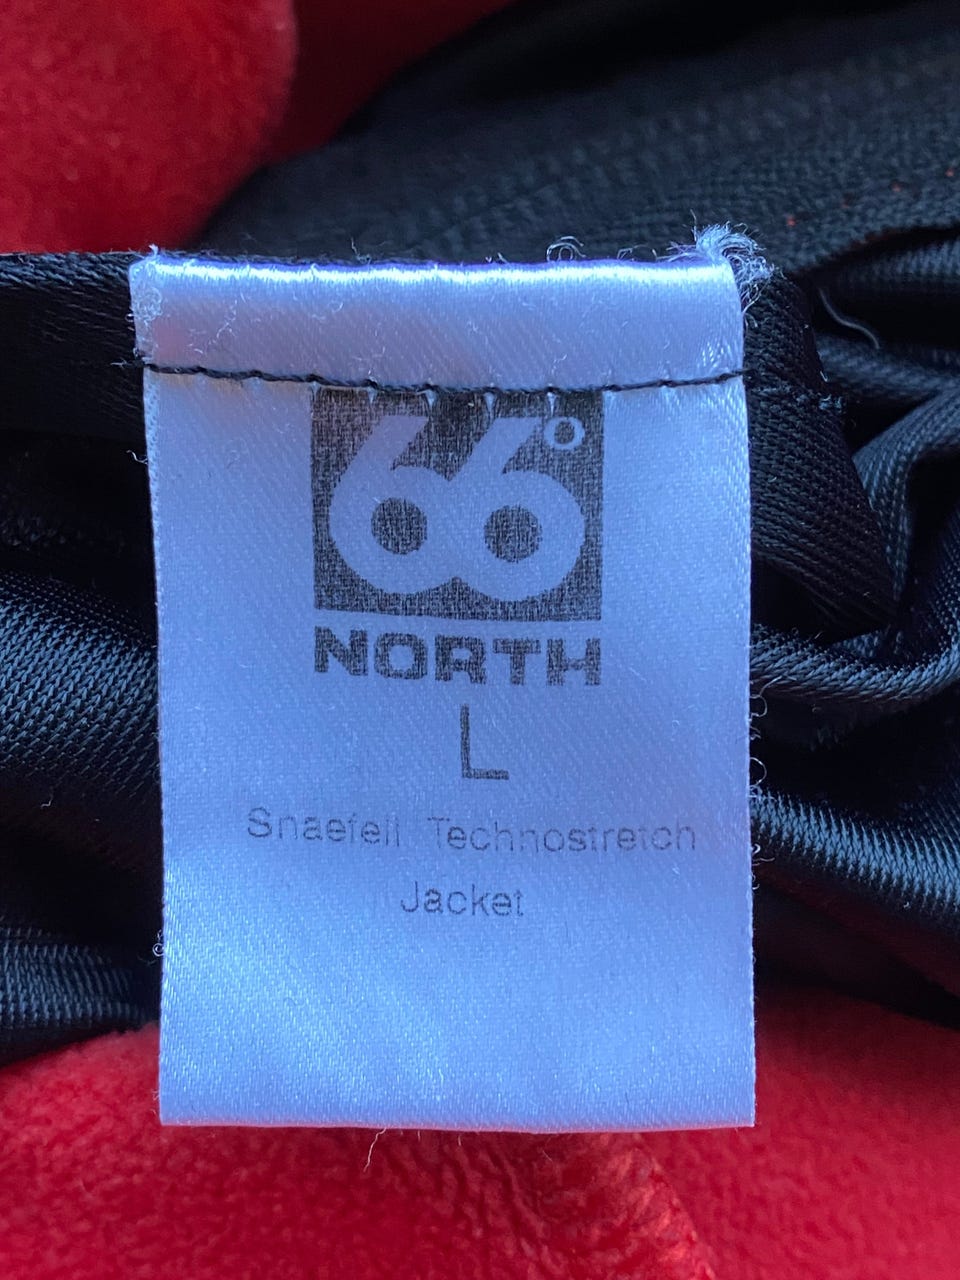 66°
NORTH
L
Snaefell Technostretch
Jacket